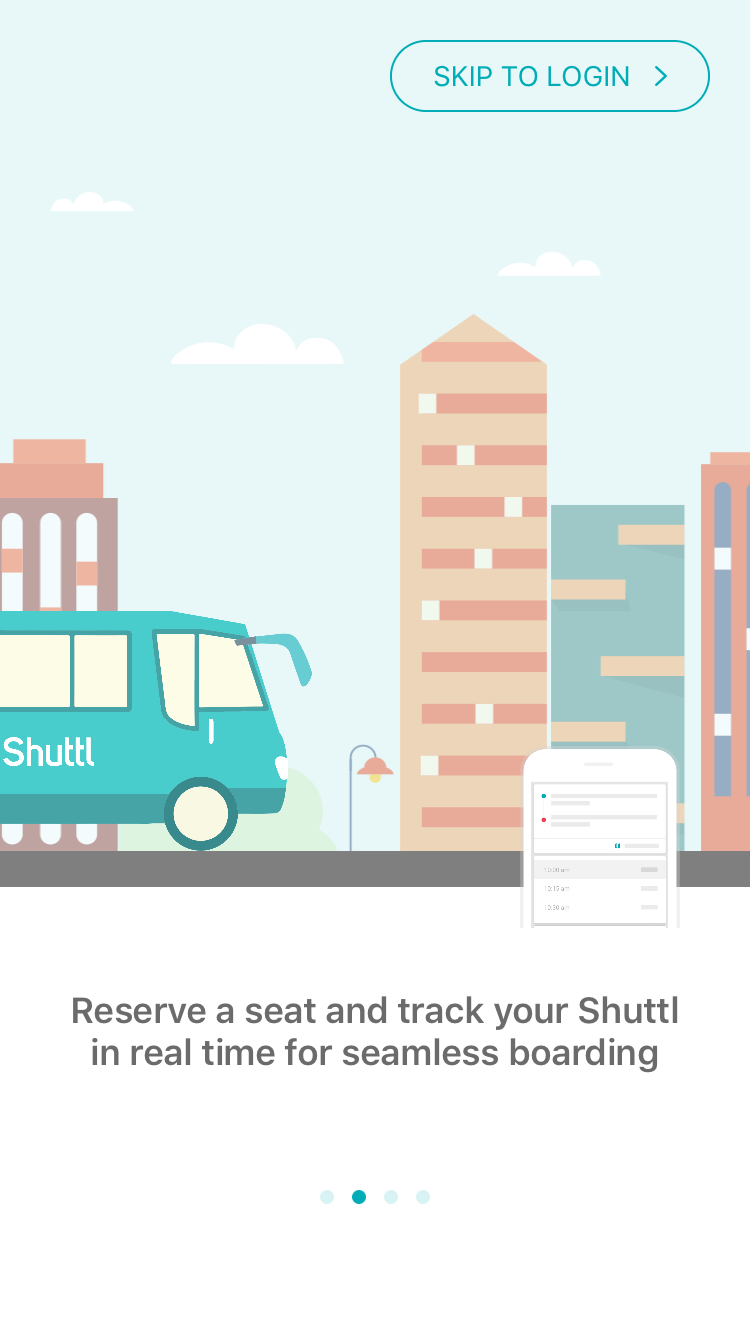 SKIP TO LOGIN
Shuttl
10:00 am
10:15 am
10:30 am
Reserve a seat and track your Shuttl
in real time for seamless boarding